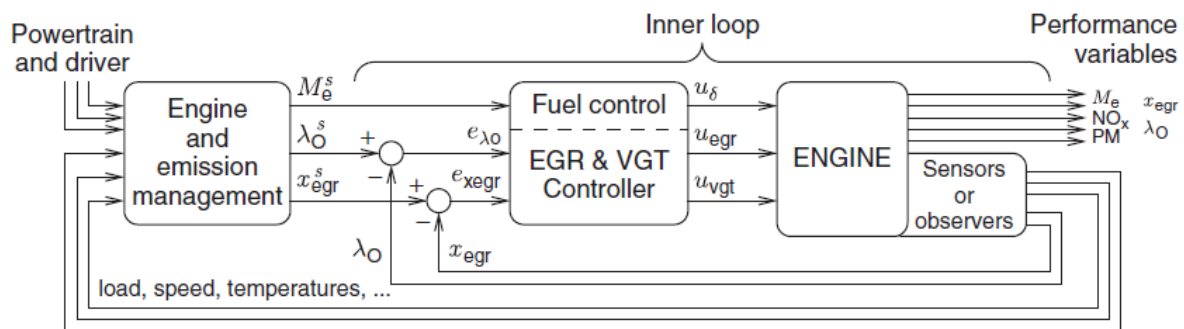 Powertrain
and driver
Inner loop
Performance
variables
Engine
and
emission
management
M_e^s
λ_O^s
x_egr^s
+
−
+
−
e_λO
e_xegr
Fuel control
EGR & VGT
Controller
u_δ
u_egr
u_vgt
ENGINE
Sensors
or
observers
M_e x_egr
NO_x λ_O
PM
λ_O
x_egr
load, speed, temperatures, ...